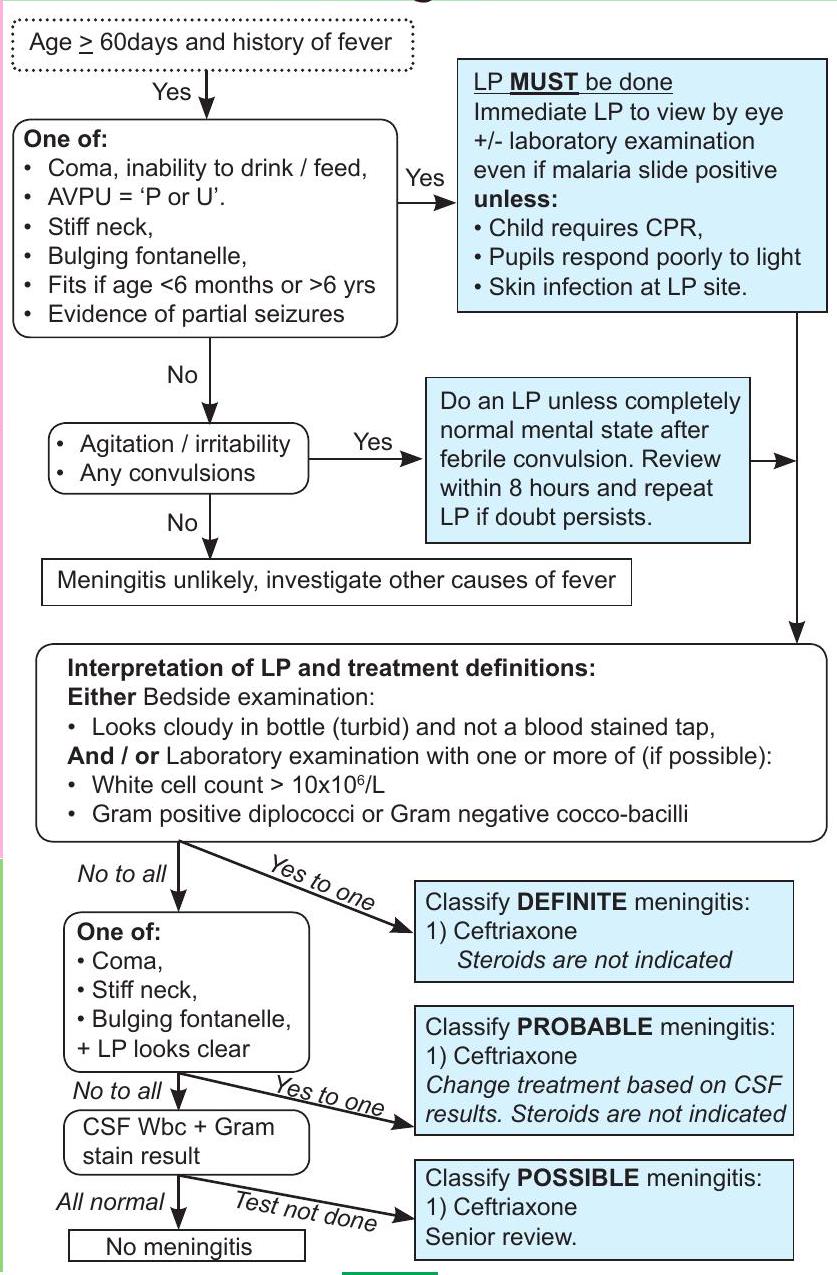 Age ≥ 60days and history of fever
Yes
One of:
• Coma, inability to drink / feed,
• AVPU = ‘P or U’.
• Stiff neck,
• Bulging fontanelle,
• Fits if age <6 months or >6 yrs
• Evidence of partial seizures
Yes
LP MUST be done
Immediate LP to view by eye
+/- laboratory examination
even if malaria slide positive
unless:
• Child requires CPR,
• Pupils respond poorly to light
• Skin infection at LP site.
No
• Agitation / irritability
• Any convulsions
Yes
Do an LP unless completely
normal mental state after
febrile convulsion. Review
within 8 hours and repeat
LP if doubt persists.
No
Meningitis unlikely, investigate other causes of fever
Interpretation of LP and treatment definitions:
Either Bedside examination:
• Looks cloudy in bottle (turbid) and not a blood stained tap,
And / or Laboratory examination with one or more of (if possible):
• White cell count > 10x10⁶/L
• Gram positive diplococci or Gram negative cocco-bacilli
No to all
Yes to one
Classify DEFINITE meningitis:
1) Ceftriaxone
Steroids are not indicated
One of:
• Coma,
• Stiff neck,
• Bulging fontanelle,
+ LP looks clear
No to all
Yes to one
Classify PROBABLE meningitis:
1) Ceftriaxone
Change treatment based on CSF
results. Steroids are not indicated
CSF Wbc + Gram
stain result
All normal
Test not done
Classify POSSIBLE meningitis:
1) Ceftriaxone
Senior review.
No meningitis